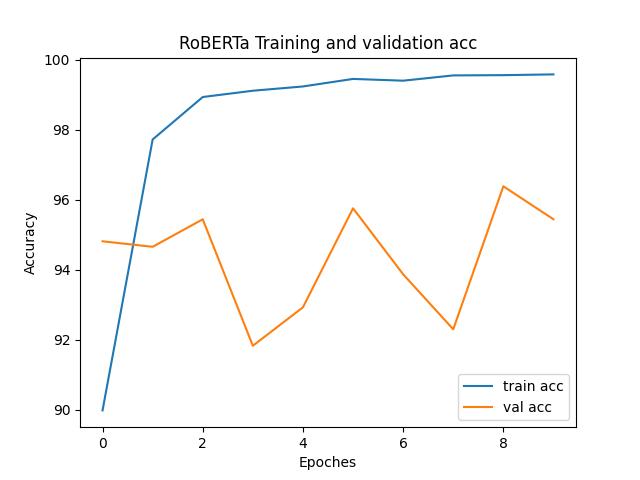 RoBERTa Training and validation acc
100
98
96
94
92
90
Accuracy
train acc
val acc
0 2 4 6 8
Epoches